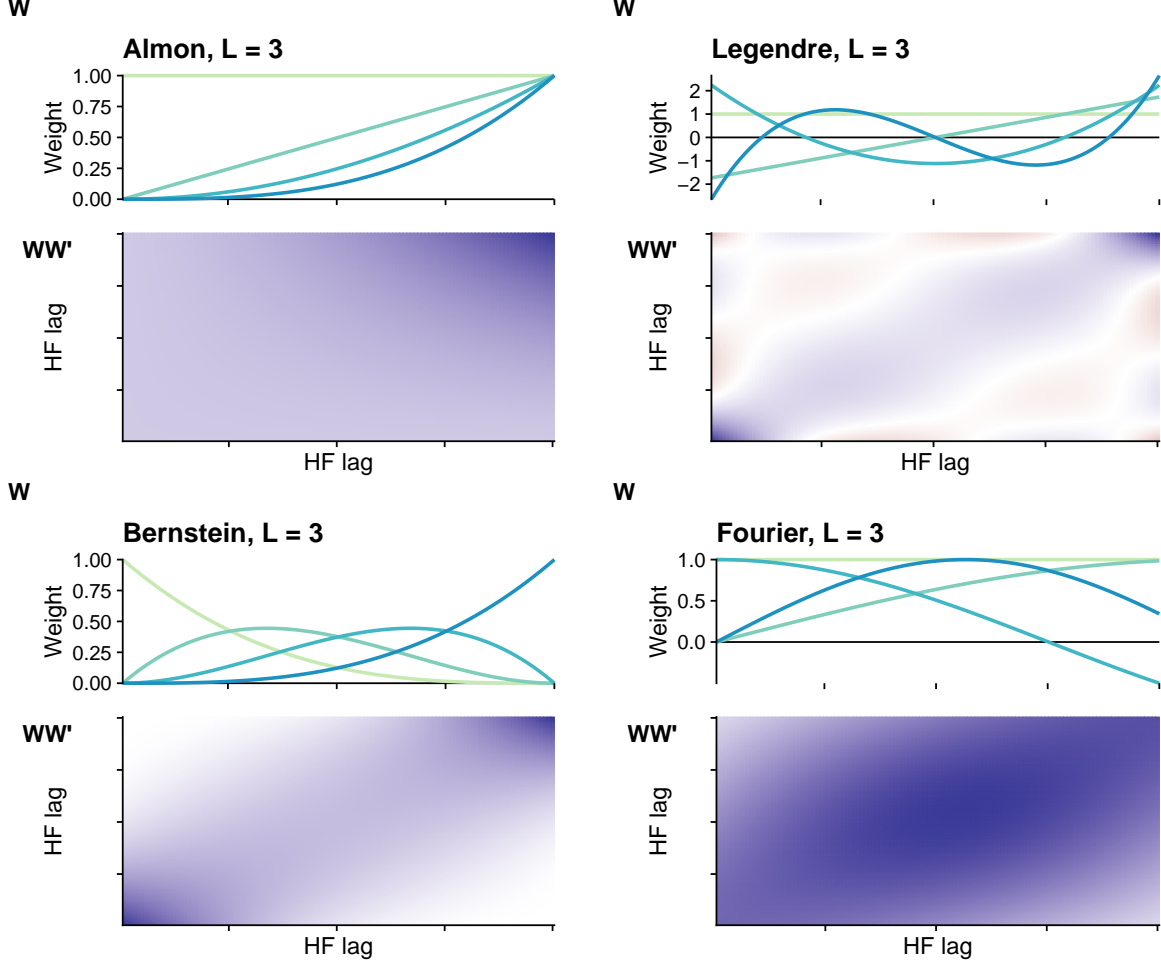 W
Almon, L = 3
Weight
1.00
0.75
0.50
0.25
0.00
WW'
HF lag
HF lag
W
Legendre, L = 3
Weight
2
1
0
−1
−2
WW'
HF lag
HF lag
W
Bernstein, L = 3
Weight
1.00
0.75
0.50
0.25
0.00
WW'
HF lag
HF lag
W
Fourier, L = 3
Weight
1.0
0.5
0.0
WW'
HF lag
HF lag